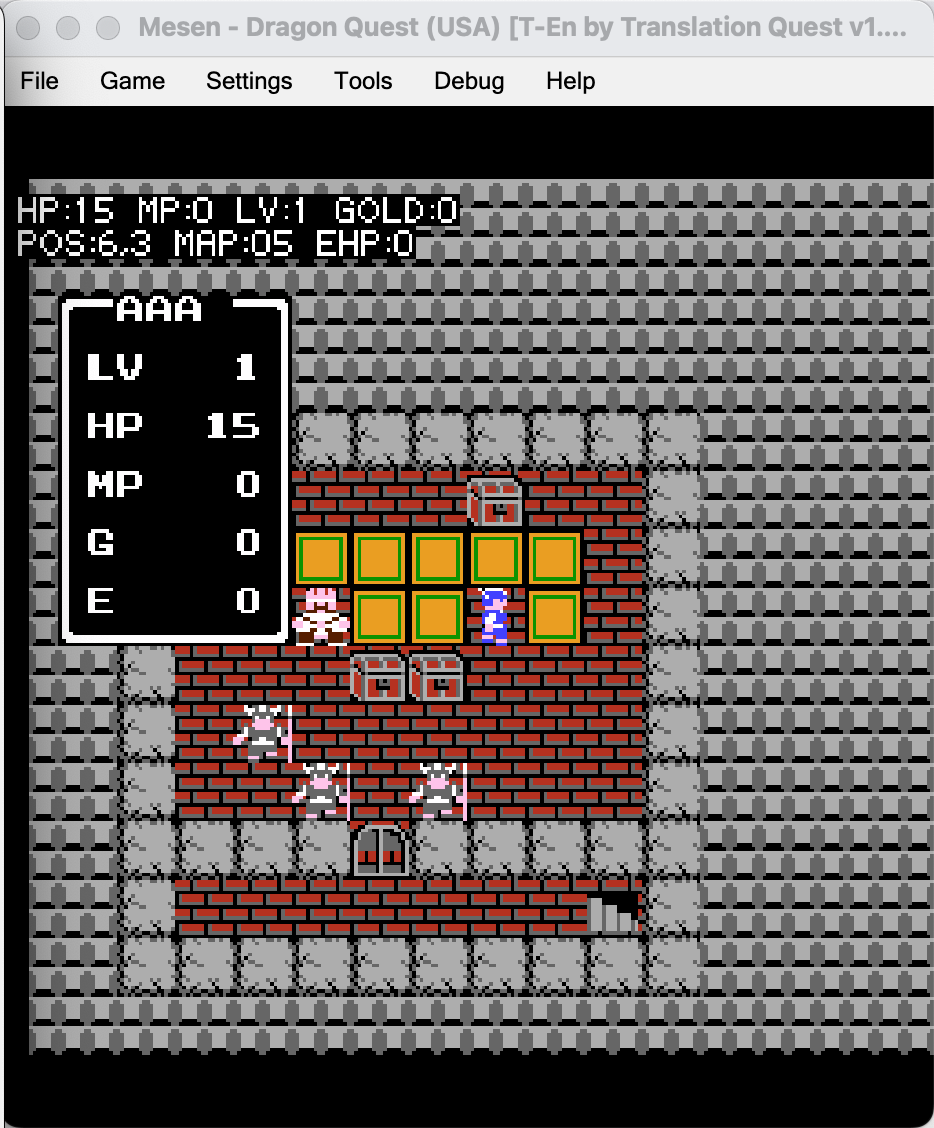 Mesen - Dragon Quest (USA) [T-En by Translation Quest v1....
File Game Settings Tools Debug Help
HP:15 MP:0 LV:1 GOLD:0
POS:6,3 MAP:05 EHP:0
AAA
LV 1
HP 15
MP 0
G 0
E 0